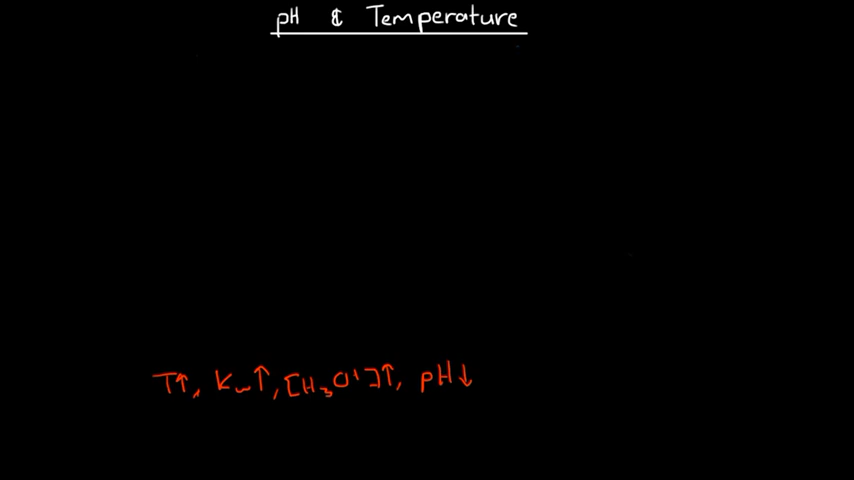 pH & Temperature
T↑, Kw↑, [H₃O⁺]↑, pH↓